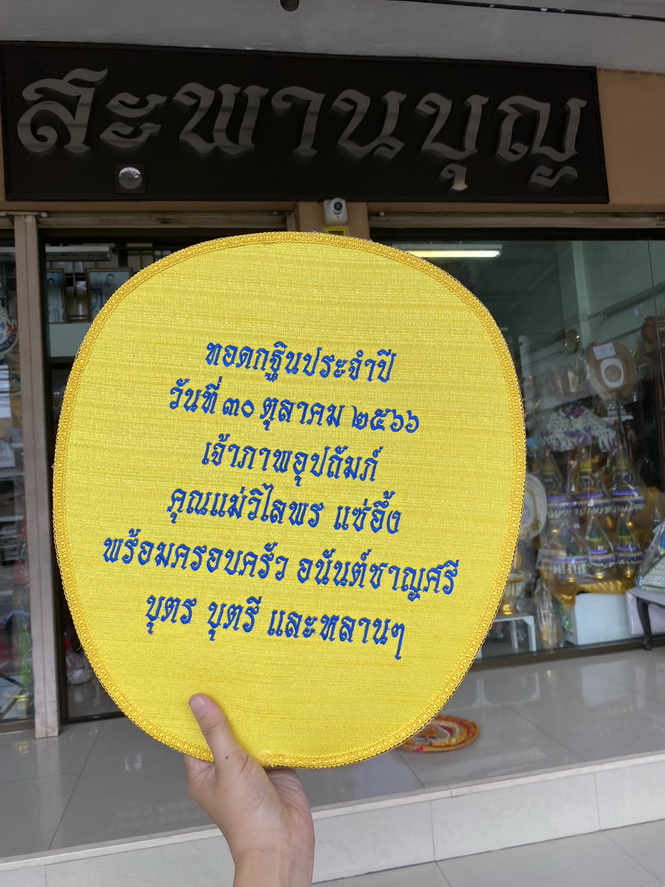 สะพานบุญ
ทอดกฐินประจำปี
วันที่ ๓๐ ตุลาคม ๒๕๖๖
เจ้าภาพอุปถัมภ์
คุณแม่วิไลพร แซ่อึ้ง
พร้อมครอบครัว อนันต์ชาญศรี
บุตร บุตรี และหลานๆ